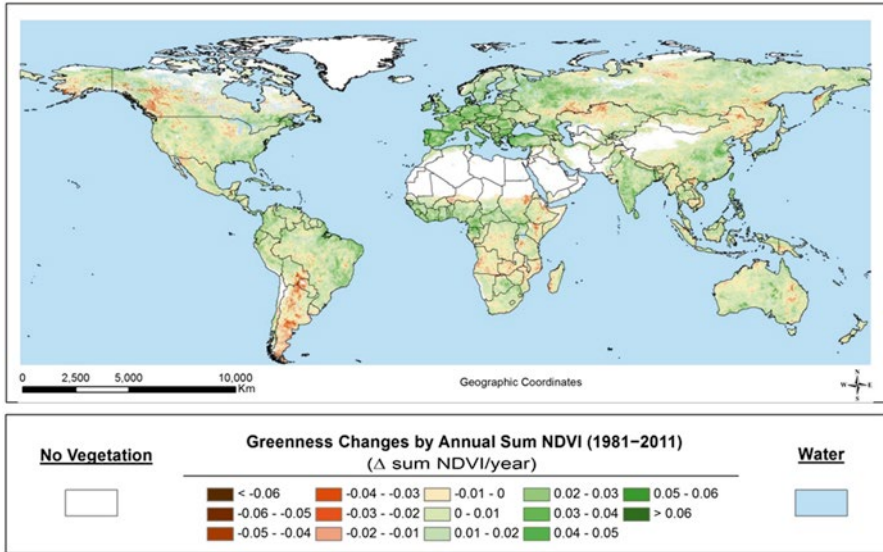 0 2,500 5,000 10,000
Km
Geographic Coordinates
N
W E
S
No Vegetation
Greenness Changes by Annual Sum NDVI (1981−2011)
(Δ sum NDVI/year)
Water
< -0.06 -0.04 - -0.03 -0.01 - 0 0.02 - 0.03 0.05 - 0.06
-0.06 - -0.05 -0.03 - -0.02 0 - 0.01 0.03 - 0.04 > 0.06
-0.05 - -0.04 -0.02 - -0.01 0.01 - 0.02 0.04 - 0.05